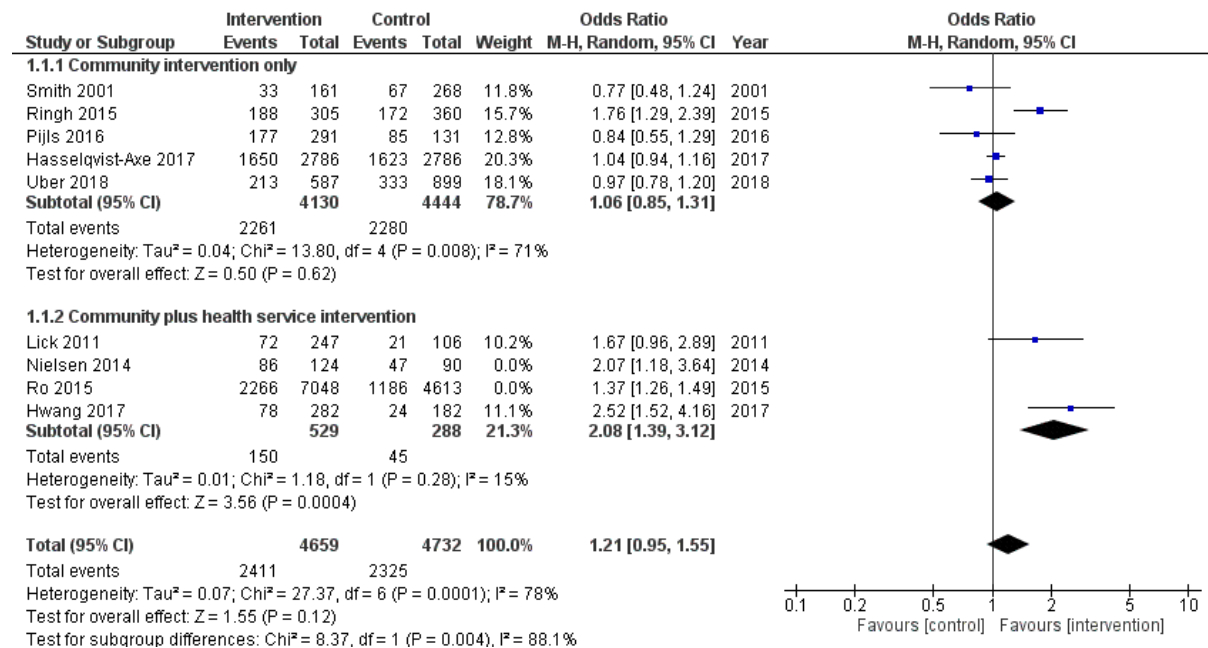 Intervention Control Odds Ratio Odds Ratio
Study or Subgroup Events Total Events Total Weight M-H, Random, 95% CI Year M-H, Random, 95% CI
1.1.1 Community intervention only
Smith 2001 33 161 67 268 11.8% 0.77 [0.48, 1.24] 2001
Ringh 2015 188 305 172 360 15.7% 1.76 [1.29, 2.39] 2015
Pijls 2016 177 291 85 131 12.8% 0.84 [0.55, 1.29] 2016
Hasselqvist-Axe 2017 1650 2786 1623 2786 20.3% 1.04 [0.94, 1.16] 2017
Uber 2018 213 587 333 899 18.1% 0.97 [0.78, 1.20] 2018
Subtotal (95% CI) 4130 4444 78.7% 1.06 [0.85, 1.31]
Total events 2261 2280
Heterogeneity: Tau² = 0.04; Chi² = 13.80, df = 4 (P = 0.008); I² = 71%
Test for overall effect: Z = 0.50 (P = 0.62)
1.1.2 Community plus health service intervention
Lick 2011 72 247 21 106 10.2% 1.67 [0.96, 2.89] 2011
Nielsen 2014 86 124 47 90 0.0% 2.07 [1.18, 3.64] 2014
Ro 2015 2266 7048 1186 4613 0.0% 1.37 [1.26, 1.49] 2015
Hwang 2017 78 282 24 182 11.1% 2.52 [1.52, 4.16] 2017
Subtotal (95% CI) 529 288 21.3% 2.08 [1.39, 3.12]
Total events 150 45
Heterogeneity: Tau² = 0.01; Chi² = 1.18, df = 1 (P = 0.28); I² = 15%
Test for overall effect: Z = 3.56 (P = 0.0004)
Total (95% CI) 4659 4732 100.0% 1.21 [0.95, 1.55]
Total events 2411 2325
Heterogeneity: Tau² = 0.07; Chi² = 27.37, df = 6 (P = 0.0001); I² = 78%
Test for overall effect: Z = 1.55 (P = 0.12)
Test for subgroup differences: Chi² = 8.37, df = 1 (P = 0.004), I² = 88.1%
0.1 0.2 0.5 1 2 5 10
Favours [control] Favours [intervention]